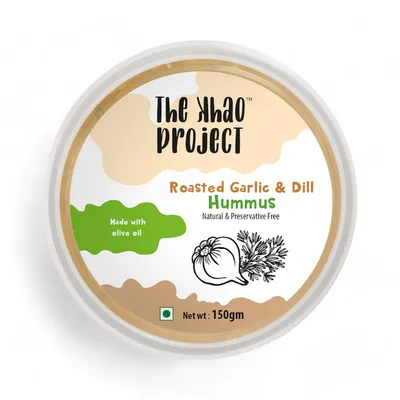 The Khao™
Project
Roasted Garlic & Dill
Hummus
Natural & Preservative Free
Made with
olive oil
Net wt : 150gm